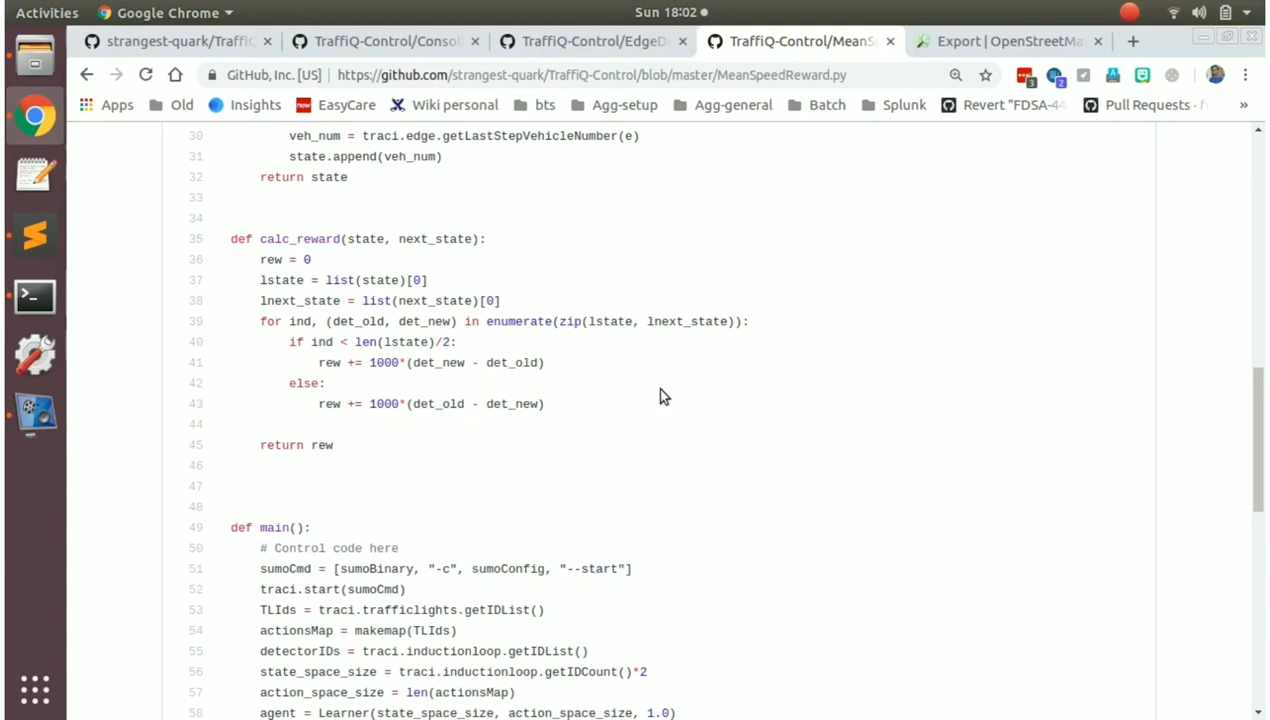 Activities Google Chrome Sun 18:02
strangest-quark/Traffi TraffiQ-Control/Consol TraffiQ-Control/EdgeD TraffiQ-Control/MeanS Export | OpenStreetMa
GitHub, Inc. [US] https://github.com/strangest-quark/TraffiQ-Control/blob/master/MeanSpeedReward.py 3 2
Apps Old Insights now EasyCare Wiki personal bts Agg-setup Agg-general Batch Splunk Revert "FDSA-44 Pull Requests · f »
30 veh_num = traci.edge.getLastStepVehicleNumber(e)
31 state.append(veh_num)
32 return state
33
34
35 def calc_reward(state, next_state):
36 rew = 0
37 lstate = list(state)[0]
38 lnext_state = list(next_state)[0]
39 for ind, (det_old, det_new) in enumerate(zip(lstate, lnext_state)):
40 if ind < len(lstate)/2:
41 rew += 1000*(det_new - det_old)
42 else:
43 rew += 1000*(det_old - det_new)
44
45 return rew
46
47
48
49 def main():
50 # Control code here
51 sumoCmd = [sumoBinary, "-c", sumoConfig, "--start"]
52 traci.start(sumoCmd)
53 TLIds = traci.trafficlights.getIDList()
54 actionsMap = makemap(TLIds)
55 detectorIDs = traci.inductionloop.getIDList()
56 state_space_size = traci.inductionloop.getIDCount()*2
57 action_space_size = len(actionsMap)
58 agent = Learner(state_space_size, action_space_size, 1.0)